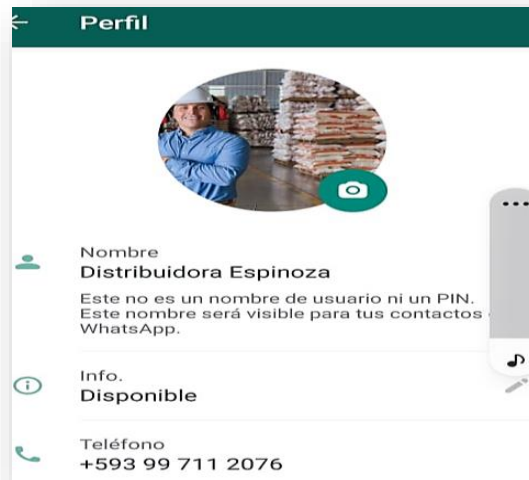 Perfil
Nombre
Distribuidora Espinoza
Este no es un nombre de usuario ni un PIN.
Este nombre será visible para tus contactos
WhatsApp.
Info.
Disponible
Teléfono
+593 99 711 2076